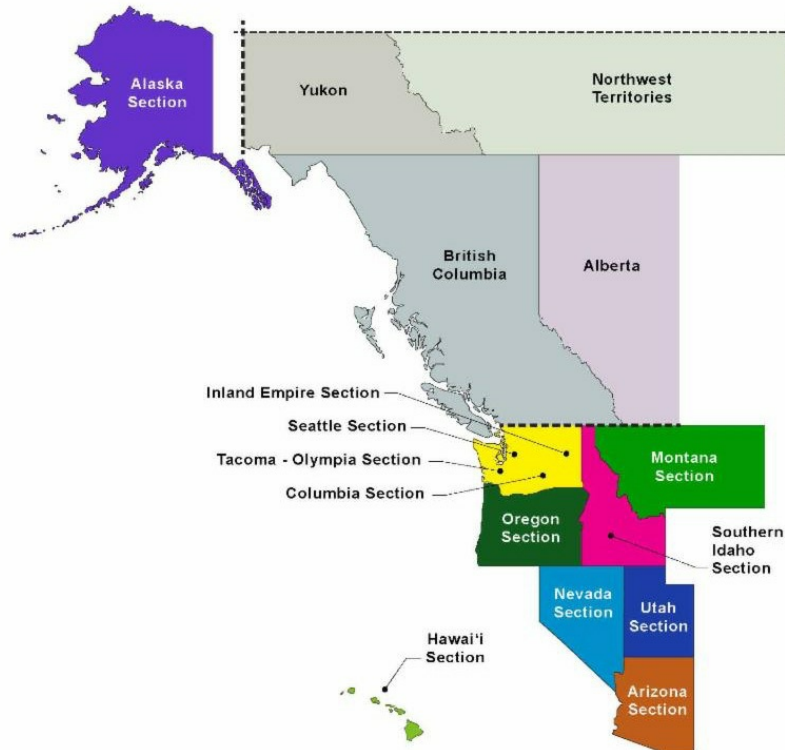 Alaska
Section
Yukon
Northwest
Territories
British
Columbia
Alberta
Inland Empire Section
Seattle Section
Tacoma - Olympia Section
Columbia Section
Montana
Section
Oregon
Section
Southern
Idaho
Section
Nevada
Section
Utah
Section
Hawai‘i
Section
Arizona
Section